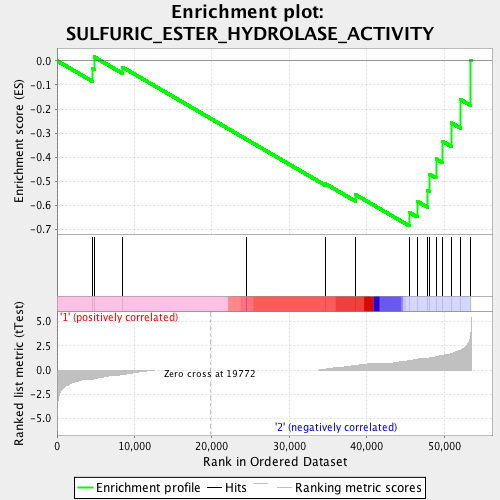 Enrichment plot:
SULFURIC_ESTER_HYDROLASE_ACTIVITY
Enrichment score (ES)
0.0
-0.1
-0.2
-0.3
-0.4
-0.5
-0.6
-0.7
'1' (positively correlated)
Ranked list metric (tTest)
5.0
2.5
0.0
-2.5
-5.0
Zero cross at 19772
'2' (negatively correlated)
0 10,000 20,000 30,000 40,000 50,000
Rank in Ordered Dataset
Enrichment profile Hits Ranking metric scores